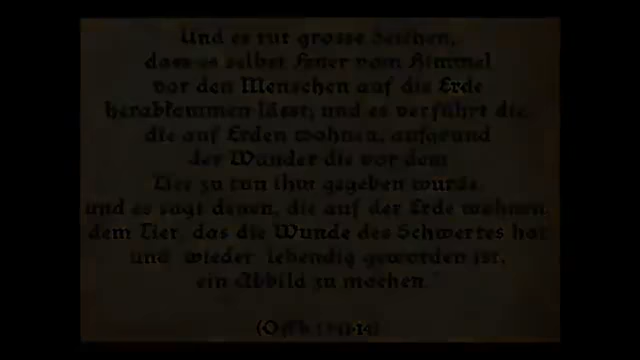 Und es tut grosse Zeichen,
dass es selbst Feuer vom Himmel
vor den Menschen auf die Erde
herabkommen lässt; und es verführt die,
die auf Erden wohnen, aufgrund
der Wunder die vor dem
Tier zu tun ihm gegeben wurde
und es sagt denen, die auf der Erde wohnen,
dem Tier, das die Wunde des Schwertes hat
und wieder lebendig geworden ist,
ein Abbild zu machen."